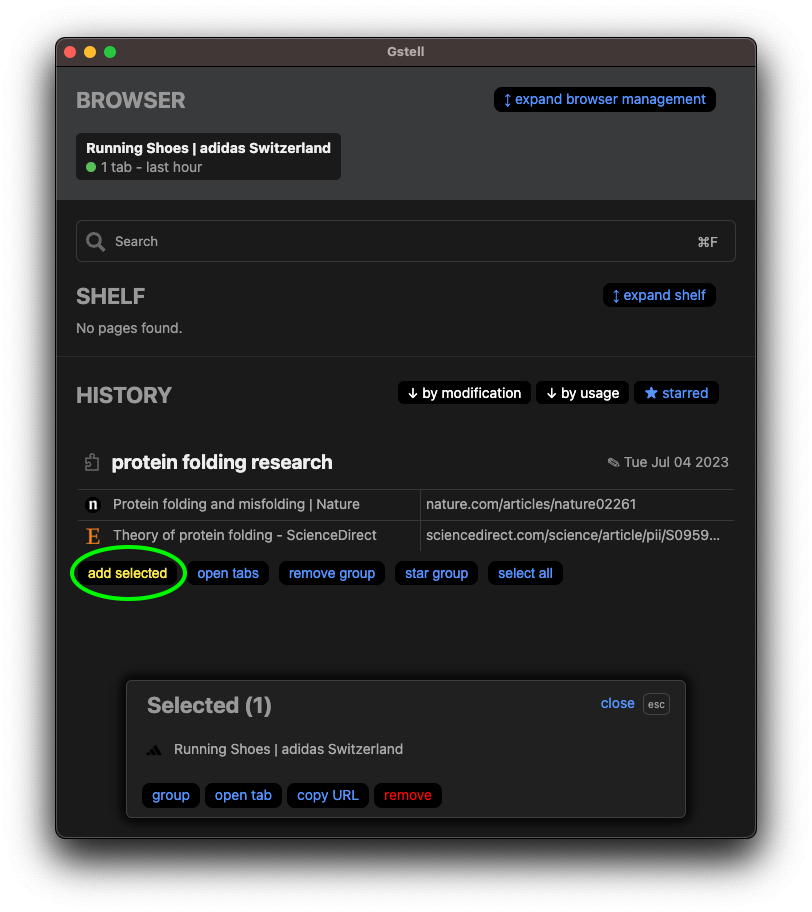 Gstell
BROWSER
↕ expand browser management
Running Shoes | adidas Switzerland
1 tab - last hour
Search
⌘F
SHELF
↕ expand shelf
No pages found.
HISTORY
↓ by modification
↓ by usage
★ starred
protein folding research
✎ Tue Jul 04 2023
n
Protein folding and misfolding | Nature
nature.com/articles/nature02261
E
Theory of protein folding - ScienceDirect
sciencedirect.com/science/article/pii/S0959...
add selected
open tabs
remove group
star group
select all
Selected (1)
close
esc
Running Shoes | adidas Switzerland
group
open tab
copy URL
remove